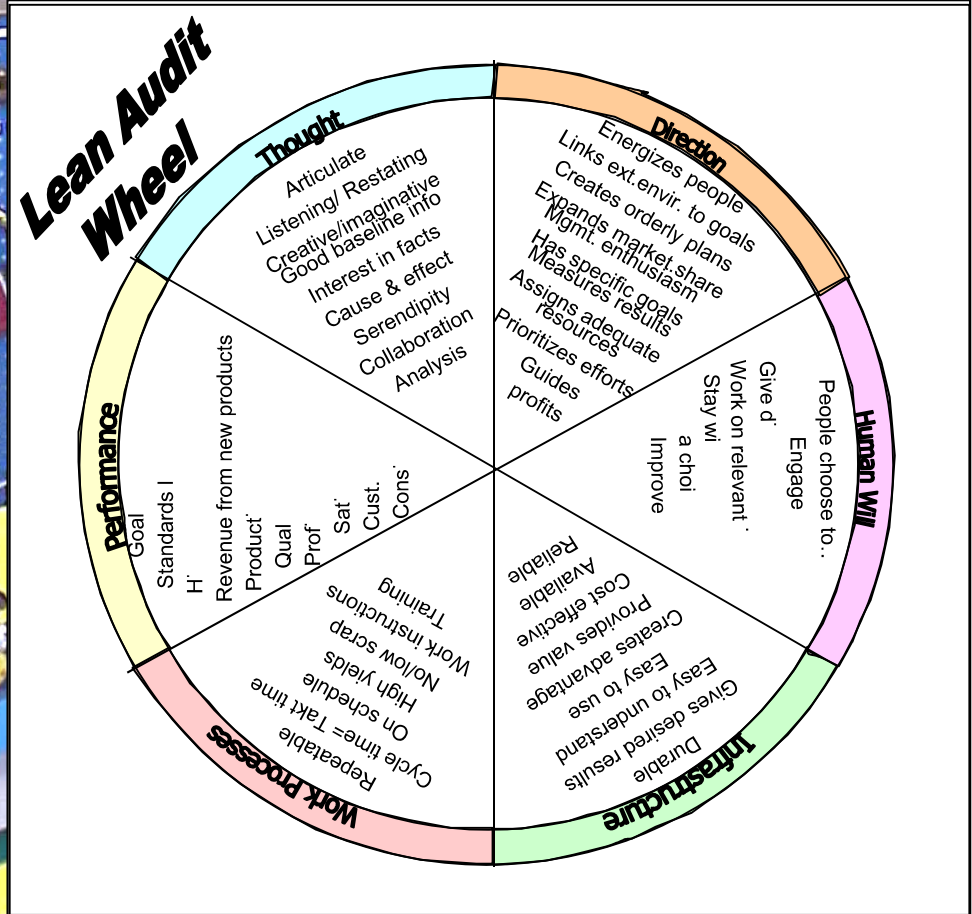 Lean Audit
Wheel
Thought
Articulate
Listening/ Restating
Creative/imaginative
Good baseline info
Interest in facts
Cause & effect
Serendipity
Collaboration
Analysis
Direction
Energizes people
Links ext.envir. to goals
Creates orderly plans
Expands market share
Mgmt. enthusiasm
Has specific goals
Measures results
Assigns adequate
resources
Prioritizes efforts
Guides
profits
Human Will
People choose to..
Engage
Give d
Work on relevant
Stay wi
a choi
Improve
Infrastructure
Reliable
Available
Cost effective
Provides value
Creates advantage
Easy to use
Easy to understand
Gives desired results
Durable
Work Processes
Training
Work instructions
No/low scrap
High yields
On schedule
Cycle time= Takt time
Repeatable
Performance
Goal
Standards
H
Revenue from new products
Product
Qual
Prof
Sat
Cust.
Cons